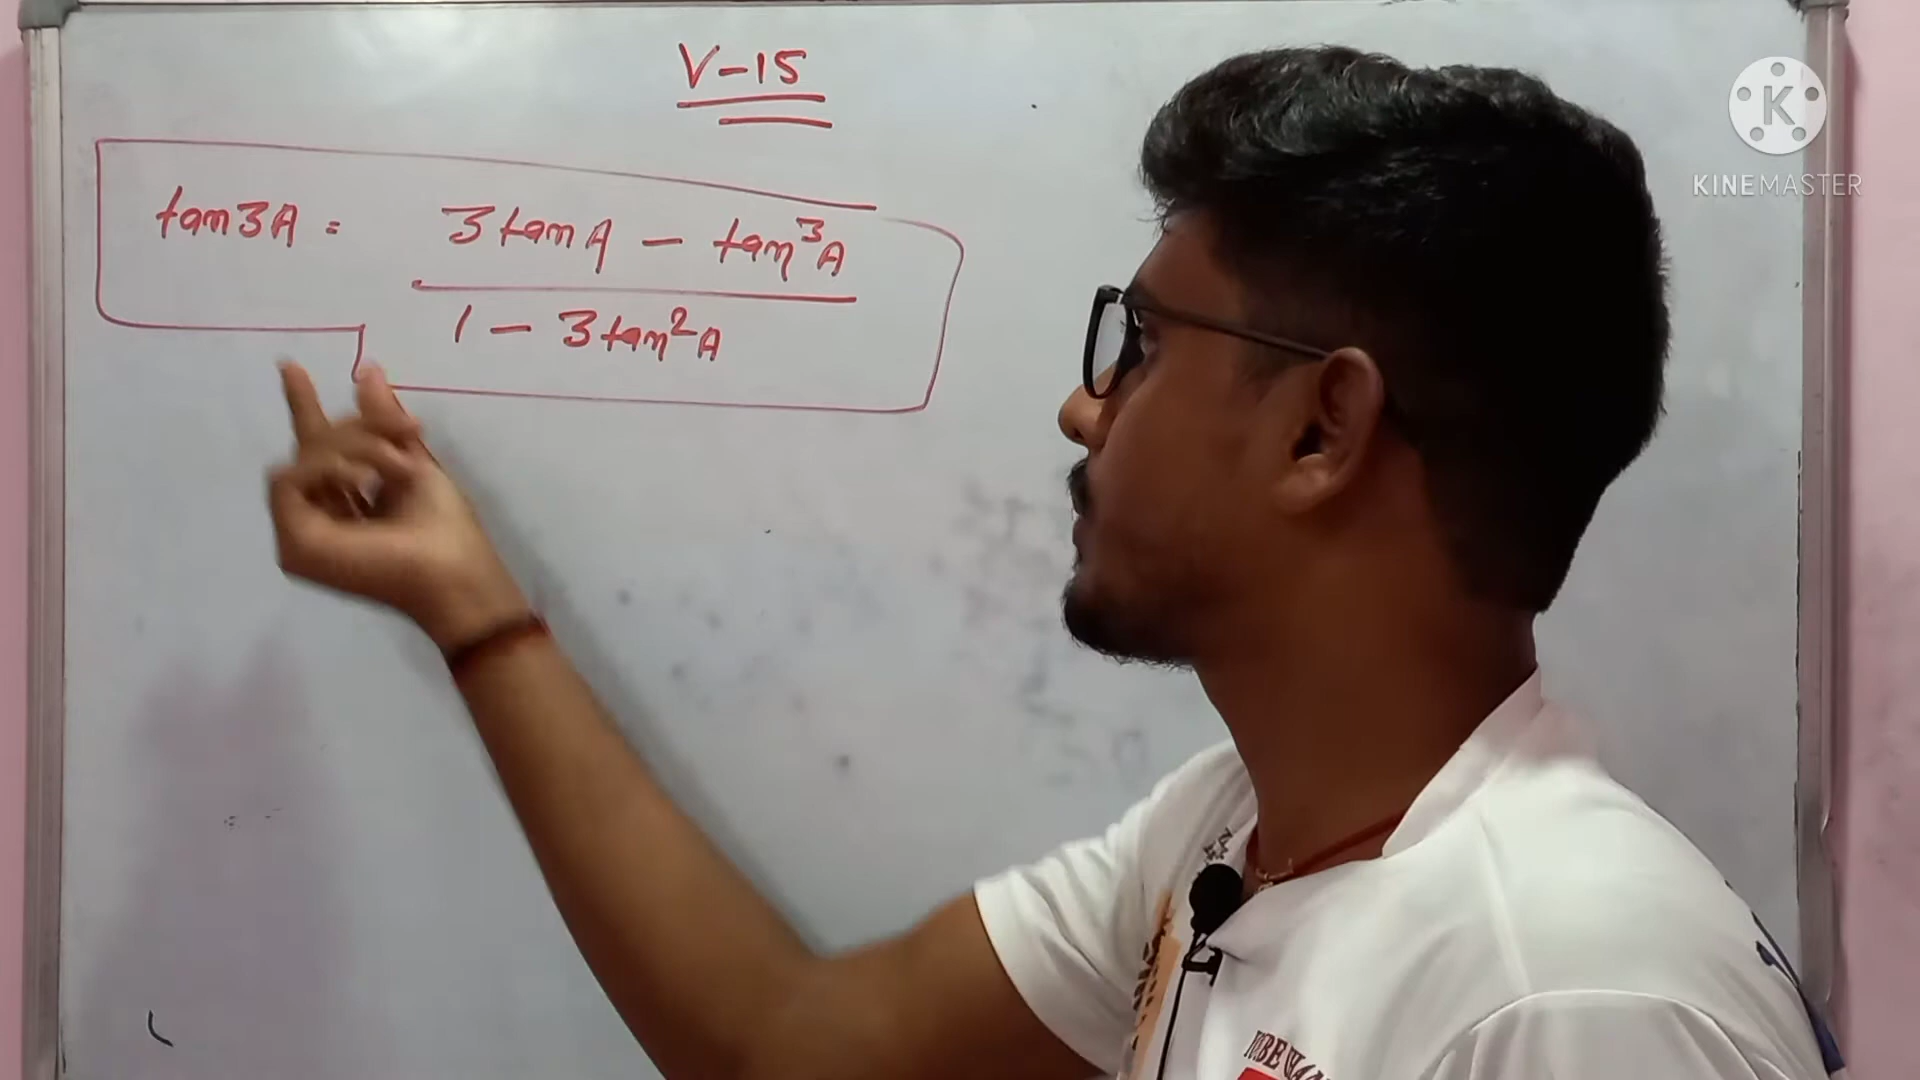 V-15
KINEMASTER
tan3A = 3tanA - tan³A
1 - 3tan²A